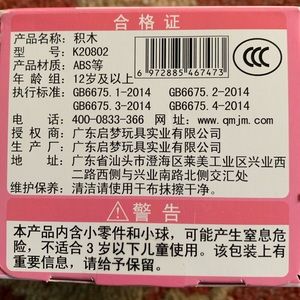 合格证
产品名称：积木
型号：K20802
产品材质：ABS等
年龄组：12岁及以上
6 972885 467473
CCC
执行标准：GB6675.1-2014 GB6675.2-2014
GB6675.3-2014 GB6675.4-2014
电话：400-0833-366 网址：www.qmjm.com
制造商：广东启梦玩具实业有限公司
生产厂：广东启梦玩具实业有限公司
地址：广东省汕头市澄海区莱美工业区兴业西
二路西侧与兴业南路北侧交汇处
维护保养：清洁请使用干布抹擦干净。
警告
本产品内含小零件和小球，可能产生窒息危
险，不适合3岁以下儿童使用。该包装上有
重要信息，请给予保留。